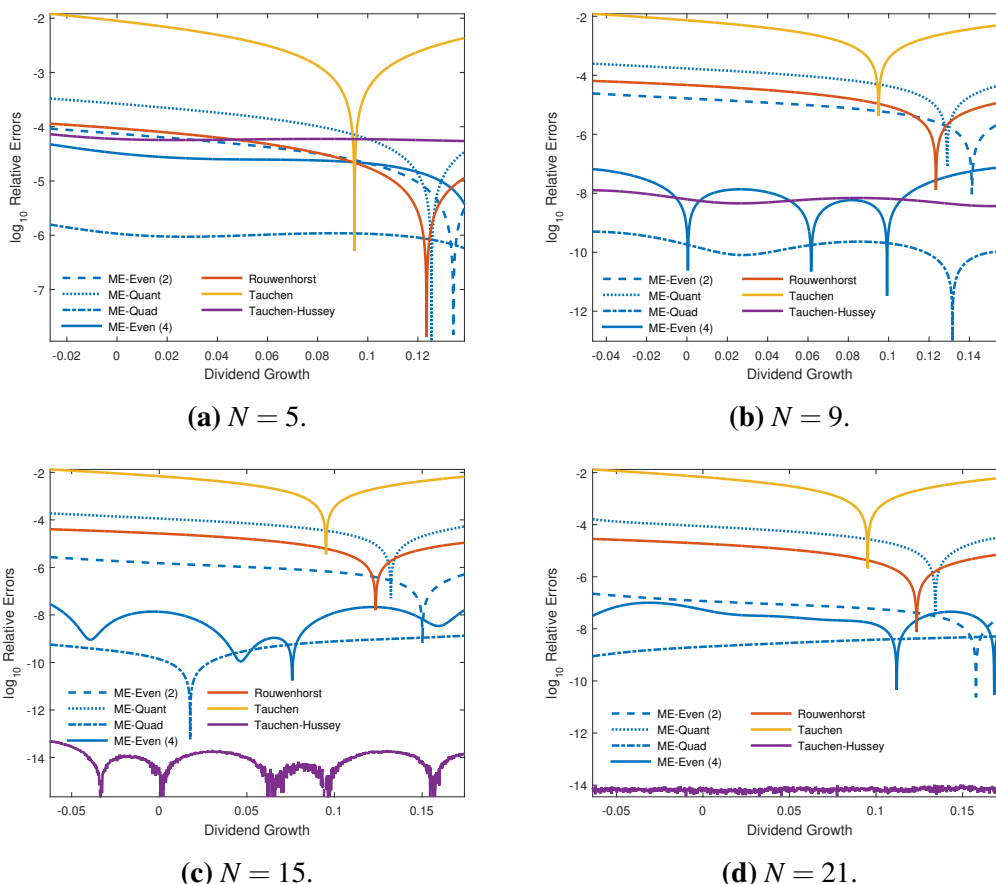 -2
-3
-4
-5
-6
-7
log10 Relative Errors
ME-Even (2)
ME-Quant
ME-Quad
ME-Even (4)
Rouwenhorst
Tauchen
Tauchen-Hussey
-0.02 0 0.02 0.04 0.06 0.08 0.1 0.12
Dividend Growth
(a) N = 5.
-2
-4
-6
-8
-10
-12
log10 Relative Errors
ME-Even (2)
ME-Quant
ME-Quad
ME-Even (4)
Rouwenhorst
Tauchen
Tauchen-Hussey
-0.04 -0.02 0 0.02 0.04 0.06 0.08 0.1 0.12 0.14
Dividend Growth
(b) N = 9.
-2
-4
-6
-8
-10
-12
-14
log10 Relative Errors
ME-Even (2)
ME-Quant
ME-Quad
ME-Even (4)
Rouwenhorst
Tauchen
Tauchen-Hussey
-0.05 0 0.05 0.1 0.15
Dividend Growth
(c) N = 15.
-2
-4
-6
-8
-10
-12
-14
log10 Relative Errors
ME-Even (2)
ME-Quant
ME-Quad
ME-Even (4)
Rouwenhorst
Tauchen
Tauchen-Hussey
-0.05 0 0.05 0.1 0.15
Dividend Growth
(d) N = 21.